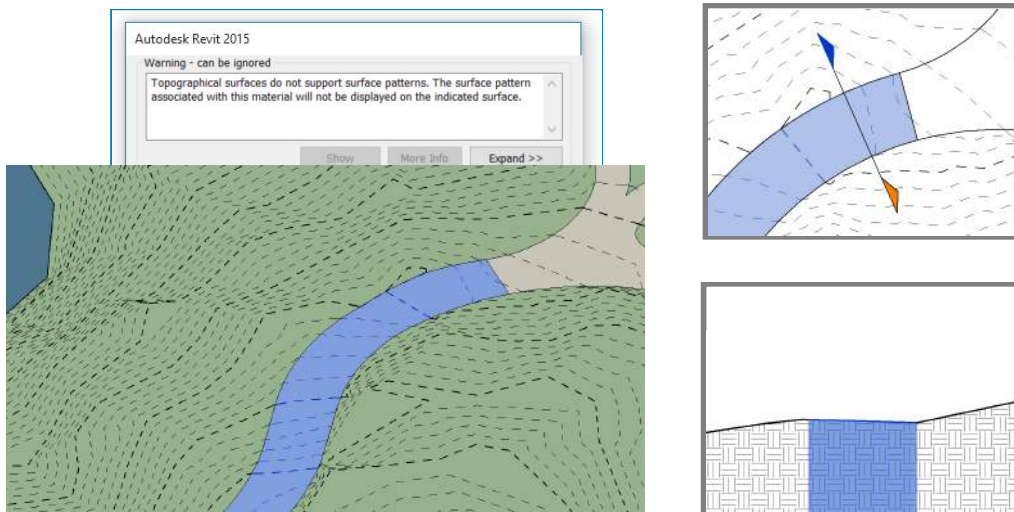 Autodesk Revit 2015
Warning - can be ignored
Topographical surfaces do not support surface patterns. The surface pattern
associated with this material will not be displayed on the indicated surface.
Show More Info Expand >>